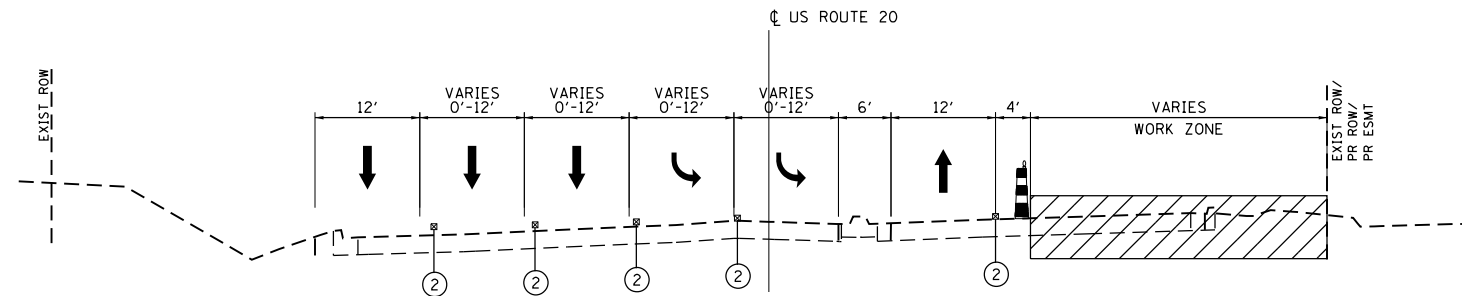 ℄ US ROUTE 20
EXIST ROW
12'
VARIES
0'-12'
VARIES
0'-12'
VARIES
0'-12'
VARIES
0'-12'
6'
12'
4'
VARIES
WORK ZONE
EXIST ROW/
PR ROW/
PR ESMT
2
2
2
2
2